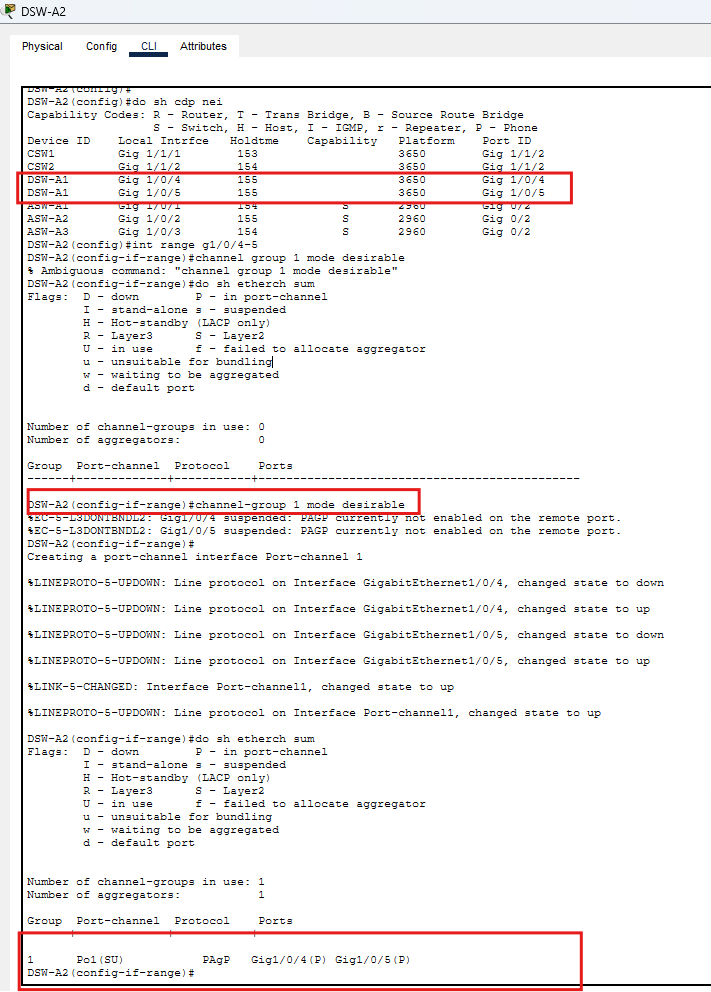 DSW-A2
Physical Config CLI Attributes
DSW-A2(config)#
DSW-A2(config)#do sh cdp nei
Capability Codes: R - Router, T - Trans Bridge, B - Source Route Bridge
S - Switch, H - Host, I - IGMP, r - Repeater, P - Phone
Device ID Local Intrfce Holdtme Capability Platform Port ID
CSW1 Gig 1/1/1 153 3650 Gig 1/1/2
CSW2 Gig 1/1/2 154 3650 Gig 1/1/2
DSW-A1 Gig 1/0/4 155 3650 Gig 1/0/4
DSW-A1 Gig 1/0/5 155 3650 Gig 1/0/5
ASW-A1 Gig 1/0/1 154 S 2960 Gig 0/2
ASW-A2 Gig 1/0/2 155 S 2960 Gig 0/2
ASW-A3 Gig 1/0/3 154 S 2960 Gig 0/2
DSW-A2(config)#int range g1/0/4-5
DSW-A2(config-if-range)#channel group 1 mode desirable
% Ambiguous command: "channel group 1 mode desirable"
DSW-A2(config-if-range)#do sh etherch sum
Flags: D - down P - in port-channel
I - stand-alone s - suspended
H - Hot-standby (LACP only)
R - Layer3 S - Layer2
U - in use f - failed to allocate aggregator
u - unsuitable for bundling
w - waiting to be aggregated
d - default port
Number of channel-groups in use: 0
Number of aggregators: 0
Group Port-channel Protocol Ports
------+-------------+-----------+----------------------------------------------
DSW-A2(config-if-range)#channel-group 1 mode desirable
%EC-5-L3DONTBNDL2: Gig1/0/4 suspended: PAGP currently not enabled on the remote port.
%EC-5-L3DONTBNDL2: Gig1/0/5 suspended: PAGP currently not enabled on the remote port.
DSW-A2(config-if-range)#
Creating a port-channel interface Port-channel 1
%LINEPROTO-5-UPDOWN: Line protocol on Interface GigabitEthernet1/0/4, changed state to down
%LINEPROTO-5-UPDOWN: Line protocol on Interface GigabitEthernet1/0/4, changed state to up
%LINEPROTO-5-UPDOWN: Line protocol on Interface GigabitEthernet1/0/5, changed state to down
%LINEPROTO-5-UPDOWN: Line protocol on Interface GigabitEthernet1/0/5, changed state to up
%LINK-5-CHANGED: Interface Port-channel1, changed state to up
%LINEPROTO-5-UPDOWN: Line protocol on Interface Port-channel1, changed state to up
DSW-A2(config-if-range)#do sh etherch sum
Flags: D - down P - in port-channel
I - stand-alone s - suspended
H - Hot-standby (LACP only)
R - Layer3 S - Layer2
U - in use f - failed to allocate aggregator
u - unsuitable for bundling
w - waiting to be aggregated
d - default port
Number of channel-groups in use: 1
Number of aggregators: 1
Group Port-channel Protocol Ports
1 Po1(SU) PAgP Gig1/0/4(P) Gig1/0/5(P)
DSW-A2(config-if-range)#